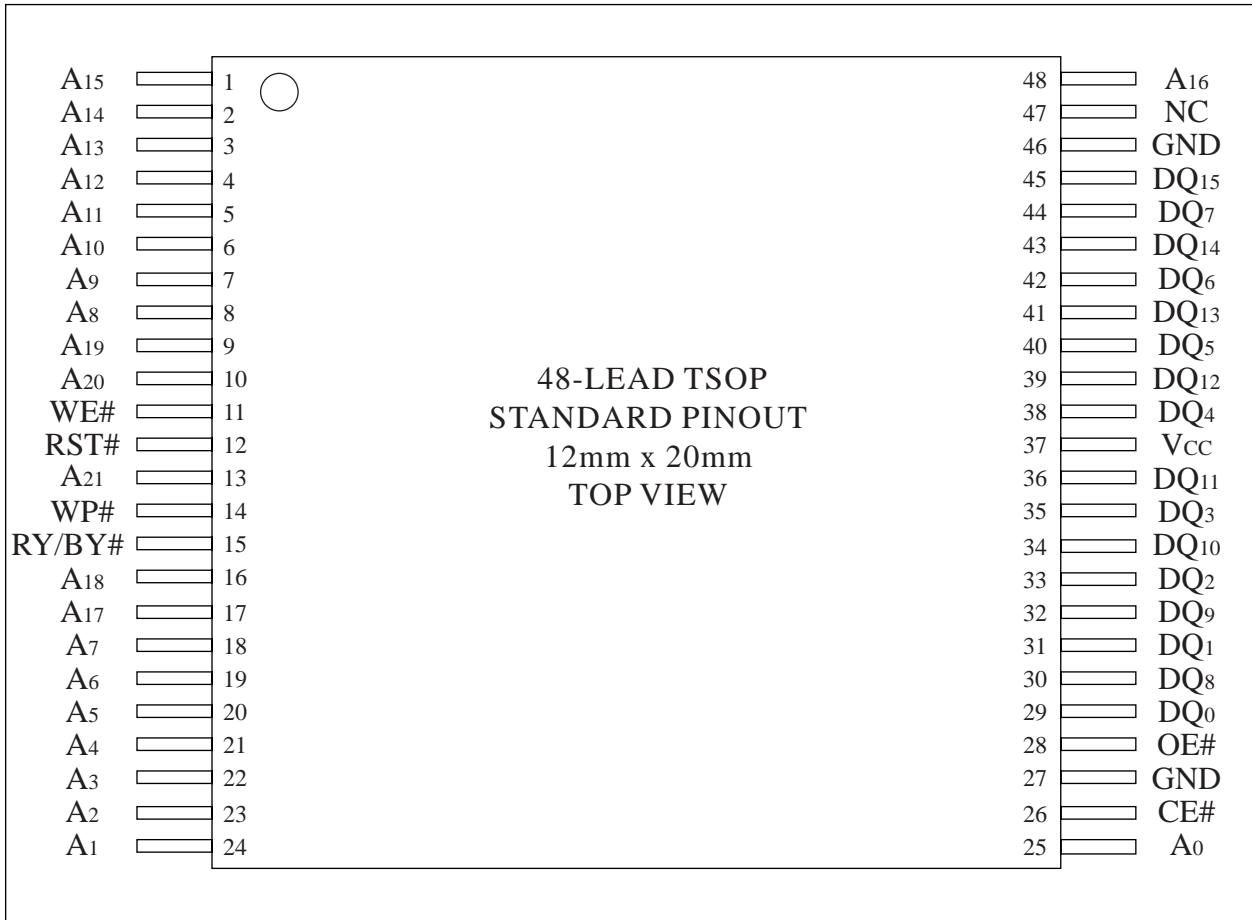 A15 1 48 A16
A14 2 47 NC
A13 3 46 GND
A12 4 45 DQ15
A11 5 44 DQ7
A10 6 43 DQ14
A9 7 42 DQ6
A8 8 41 DQ13
A19 9 40 DQ5
A20 10 39 DQ12
WE# 11 38 DQ4
RST# 12 37 VCC
A21 13 36 DQ11
WP# 14 35 DQ3
RY/BY# 15 34 DQ10
A18 16 33 DQ2
A17 17 32 DQ9
A7 18 31 DQ1
A6 19 30 DQ8
A5 20 29 DQ0
A4 21 28 OE#
A3 22 27 GND
A2 23 26 CE#
A1 24 25 A0
48-LEAD TSOP
STANDARD PINOUT
12mm x 20mm
TOP VIEW